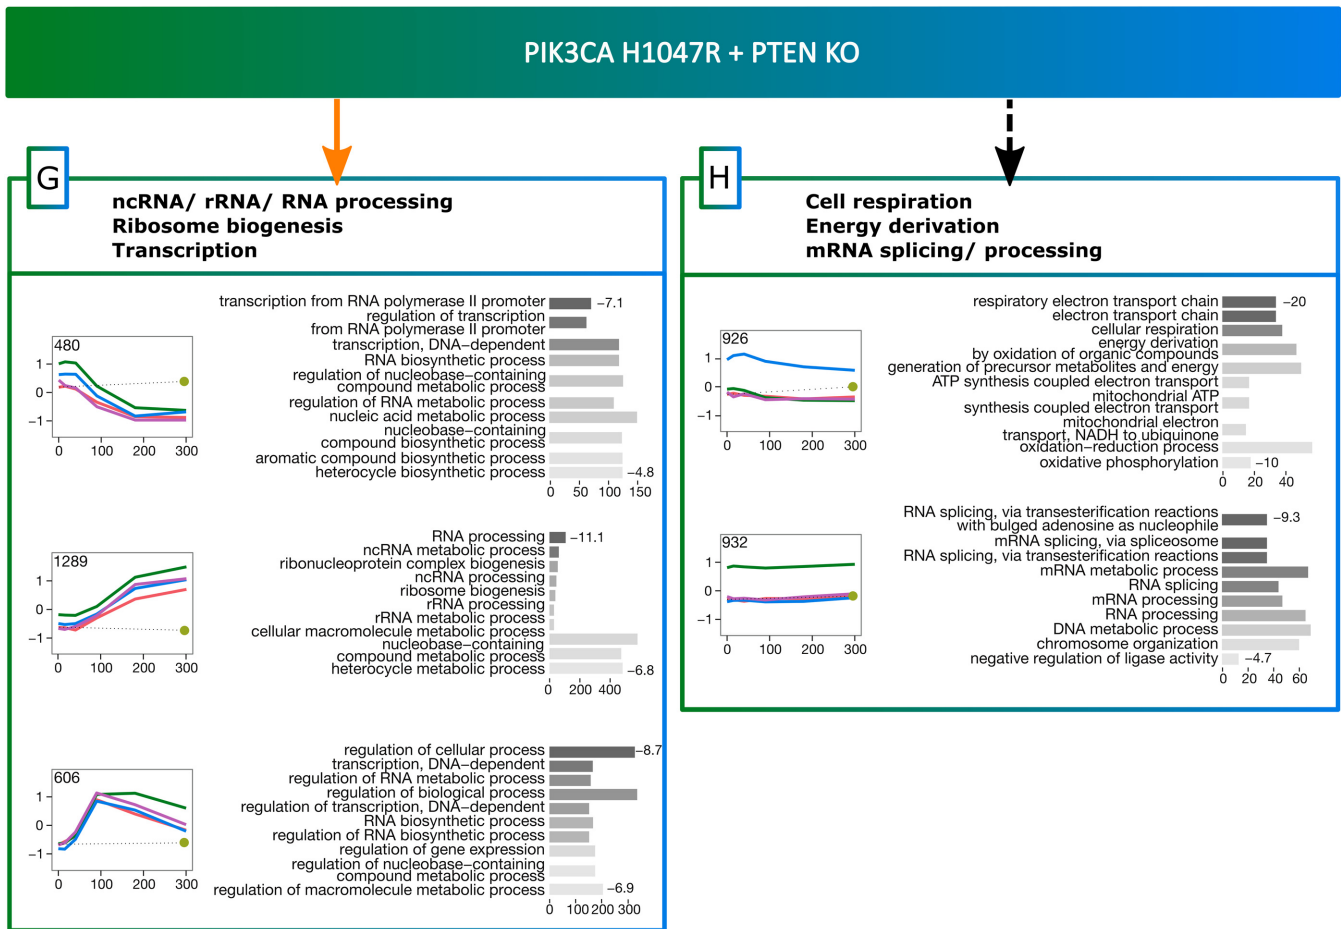 PIK3CA H1047R + PTEN KO
G
ncRNA/ rRNA/ RNA processing
Ribosome biogenesis
Transcription
480
1
0
−1
0 100 200 300
transcription from RNA polymerase II promoter
regulation of transcription
from RNA polymerase II promoter
transcription, DNA−dependent
RNA biosynthetic process
regulation of nucleobase−containing
compound metabolic process
regulation of RNA metabolic process
nucleic acid metabolic process
nucleobase−containing
compound biosynthetic process
aromatic compound biosynthetic process
heterocycle biosynthetic process
−7.1
−4.8
0 50 100 150
1289
1
0
−1
0 100 200 300
RNA processing
ncRNA metabolic process
ribonucleoprotein complex biogenesis
ncRNA processing
ribosome biogenesis
rRNA processing
rRNA metabolic process
cellular macromolecule metabolic process
nucleobase−containing
compound metabolic process
heterocycle metabolic process
−11.1
−6.8
0 200 400
606
1
0
−1
0 100 200 300
regulation of cellular process
transcription, DNA−dependent
regulation of RNA metabolic process
regulation of biological process
regulation of transcription, DNA−dependent
RNA biosynthetic process
regulation of RNA biosynthetic process
regulation of gene expression
regulation of nucleobase−containing
compound metabolic process
regulation of macromolecule metabolic process
−8.7
−6.9
0 100 200 300
H
Cell respiration
Energy derivation
mRNA splicing/ processing
926
1
0
−1
0 100 200 300
respiratory electron transport chain
electron transport chain
cellular respiration
energy derivation
by oxidation of organic compounds
generation of precursor metabolites and energy
ATP synthesis coupled electron transport
mitochondrial ATP
synthesis coupled electron transport
mitochondrial electron
transport, NADH to ubiquinone
oxidation−reduction process
oxidative phosphorylation
−20
−10
0 20 40
932
1
0
−1
0 100 200 300
RNA splicing, via transesterification reactions
with bulged adenosine as nucleophile
mRNA splicing, via spliceosome
RNA splicing, via transesterification reactions
mRNA metabolic process
RNA splicing
mRNA processing
RNA processing
DNA metabolic process
chromosome organization
negative regulation of ligase activity
−9.3
−4.7
0 20 40 60